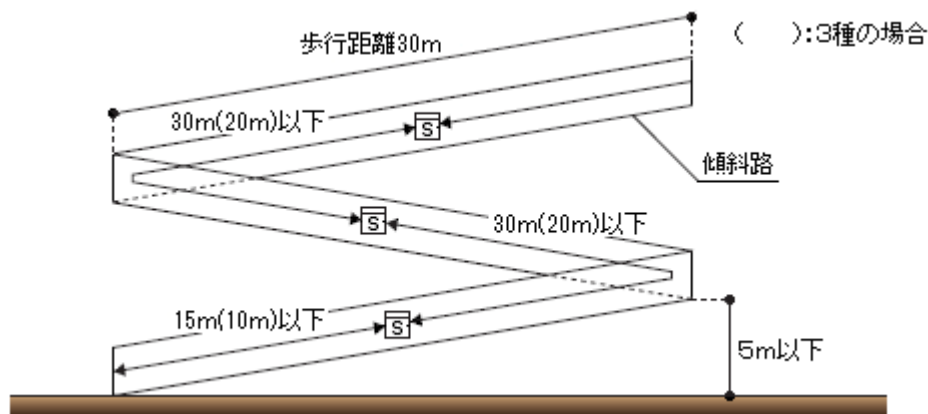 歩行距離30m
( ):3種の場合
30m(20m)以下
S
傾斜路
S
30m(20m)以下
15m(10m)以下
S
5m以下